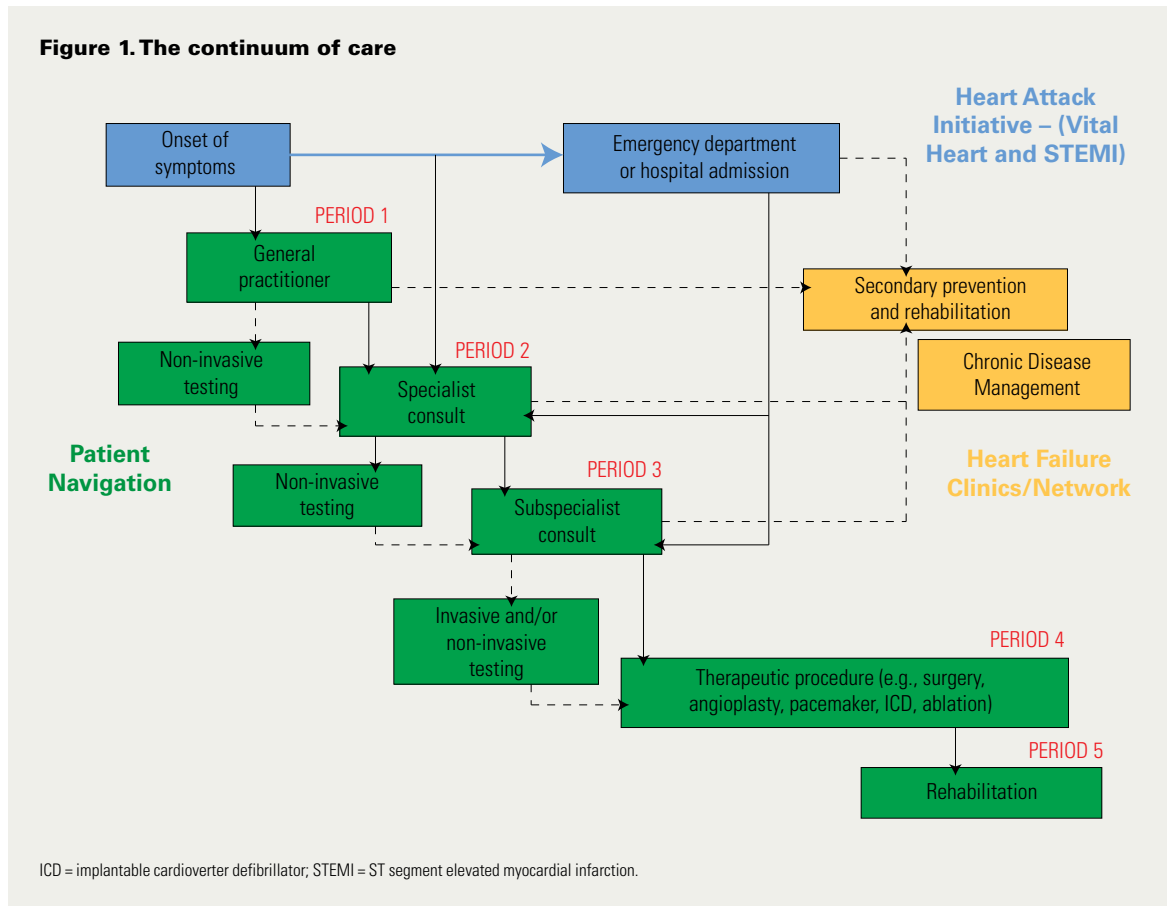 Figure 1. The continuum of care
Heart Attack
Initiative – (Vital
Heart and STEMI)
Onset of
symptoms
Emergency department
or hospital admission
PERIOD 1
General
practitioner
Secondary prevention
and rehabilitation
Non-invasive
testing
PERIOD 2
Specialist
consult
Chronic Disease
Management
Patient
Navigation
Non-invasive
testing
PERIOD 3
Subspecialist
consult
Heart Failure
Clinics/Network
Invasive and/or
non-invasive
testing
PERIOD 4
Therapeutic procedure (e.g., surgery,
angioplasty, pacemaker, ICD, ablation)
PERIOD 5
Rehabilitation
ICD = implantable cardioverter defibrillator; STEMI = ST segment elevated myocardial infarction.